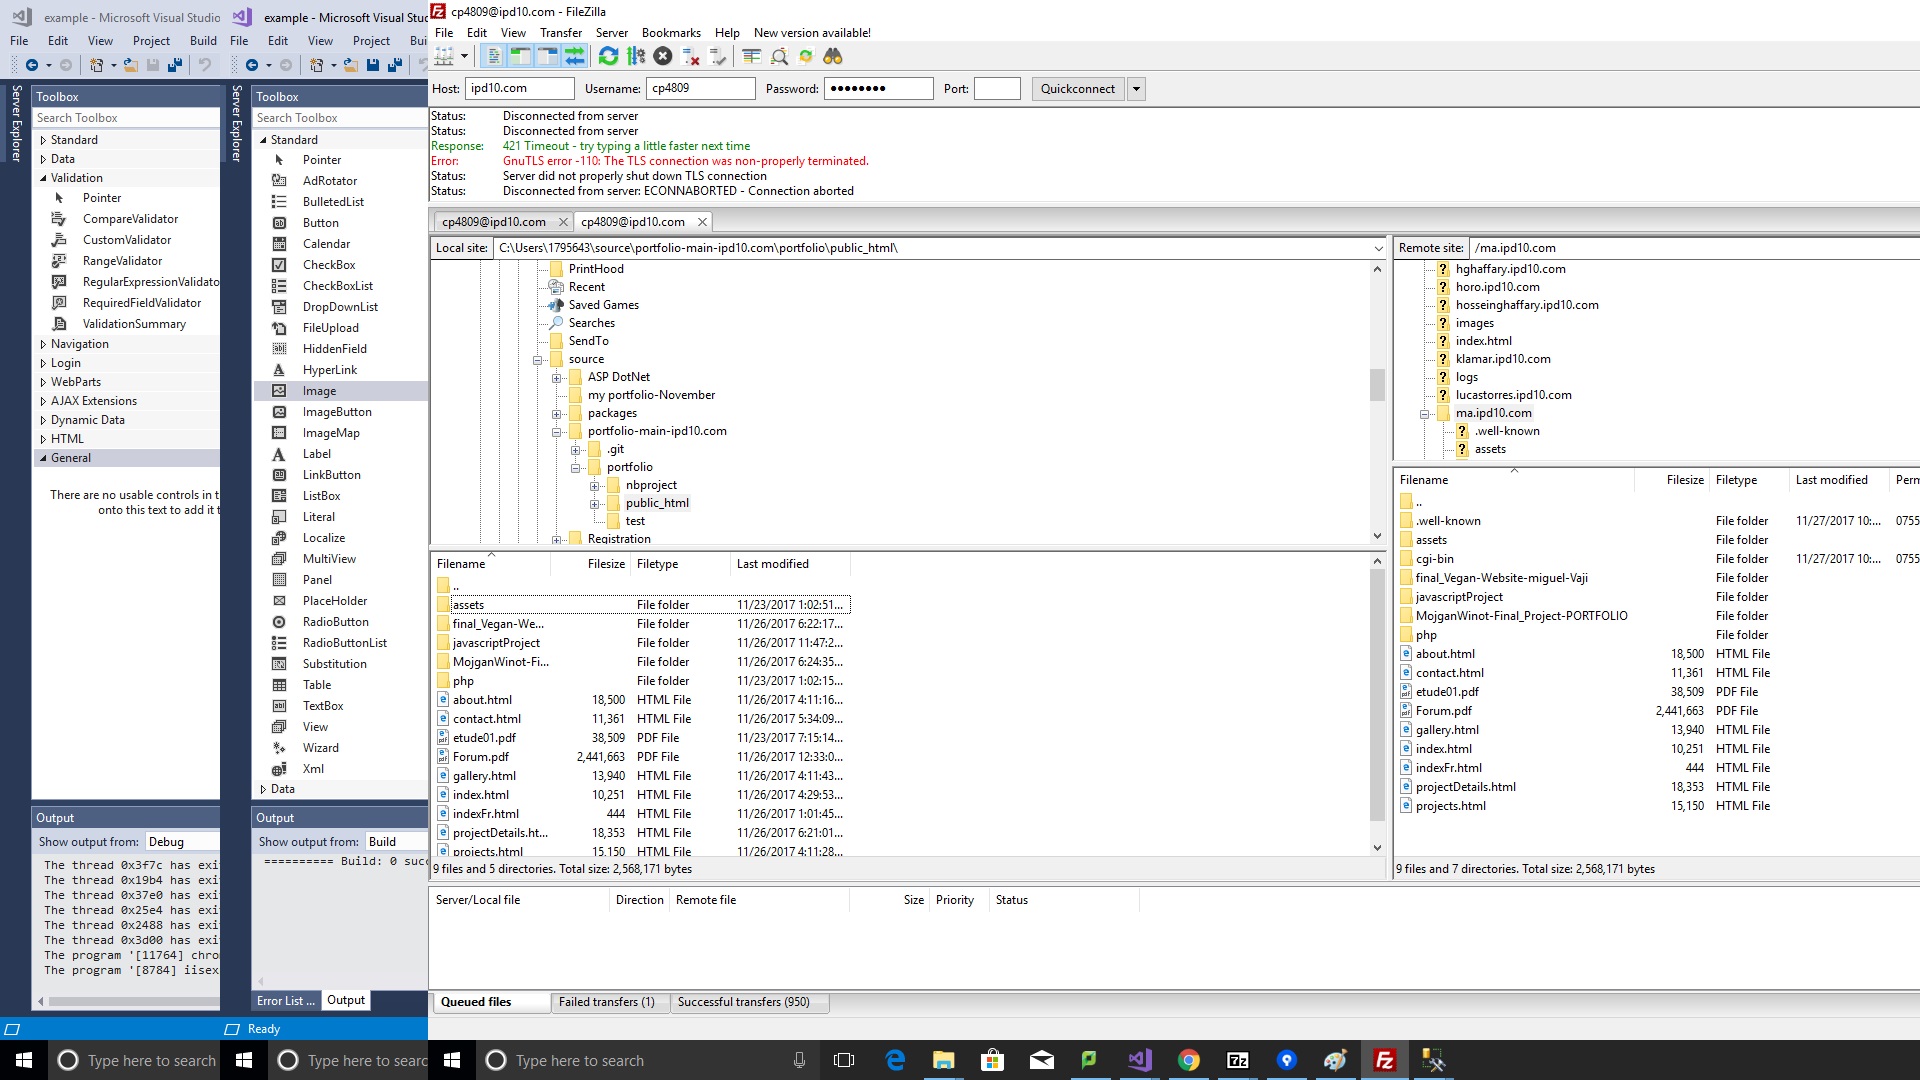 example - Microsoft Visual Studio
File Edit View Project Build
Server Explorer
Toolbox
Search Toolbox
Standard
Data
Validation
Pointer
CompareValidator
CustomValidator
RangeValidator
RegularExpressionValidato
RequiredFieldValidator
ValidationSummary
Navigation
Login
WebParts
AJAX Extensions
Dynamic Data
HTML
General
There are no usable controls in t
onto this text to add it t
Output
Show output from: Debug
The thread 0x3f7c has exi
The thread 0x19b4 has exi
The thread 0x37e0 has exi
The thread 0x25e4 has exi
The thread 0x2488 has exi
The thread 0x3d00 has exi
The program '[11764] chro
The program '[8784] iisex
Type here to search
example - Microsoft Visual Stud
File Edit View Project Bui
Server Explorer
Toolbox
Search Toolbox
Standard
Pointer
AdRotator
BulletedList
Button
Calendar
CheckBox
CheckBoxList
DropDownList
FileUpload
HiddenField
HyperLink
Image
ImageButton
ImageMap
Label
LinkButton
ListBox
Literal
Localize
MultiView
Panel
PlaceHolder
RadioButton
RadioButtonList
Substitution
Table
TextBox
View
Wizard
Xml
Data
Output
Show output from: Build
========== Build: 0 succ
Error List ... Output
Ready
Type here to searc
cp4809@ipd10.com - FileZilla
File Edit View Transfer Server Bookmarks Help New version available!
Host: ipd10.com Username: cp4809 Password: ●●●●●●●● Port: Quickconnect
Status: Disconnected from server
Status: Disconnected from server
Response: 421 Timeout - try typing a little faster next time
Error: GnuTLS error -110: The TLS connection was non-properly terminated.
Status: Server did not properly shut down TLS connection
Status: Disconnected from server: ECONNABORTED - Connection aborted
cp4809@ipd10.com cp4809@ipd10.com
Local site: C:\Users\1795643\source\portfolio-main-ipd10.com\portfolio\public_html\
PrintHood
Recent
Saved Games
Searches
SendTo
source
ASP DotNet
my portfolio-November
packages
portfolio-main-ipd10.com
.git
portfolio
nbproject
public_html
test
Registration
Filename Filesize Filetype Last modified
..
assets File folder 11/23/2017 1:02:51...
final_Vegan-We... File folder 11/26/2017 6:22:17...
javascriptProject File folder 11/26/2017 11:47:2...
MojganWinot-Fi... File folder 11/26/2017 6:24:35...
php File folder 11/23/2017 1:02:15...
about.html 18,500 HTML File 11/26/2017 4:11:16...
contact.html 11,361 HTML File 11/26/2017 5:34:09...
etude01.pdf 38,509 PDF File 11/23/2017 7:15:14...
Forum.pdf 2,441,663 PDF File 11/26/2017 12:33:0...
gallery.html 13,940 HTML File 11/26/2017 4:11:43...
index.html 10,251 HTML File 11/26/2017 4:29:53...
indexFr.html 444 HTML File 11/26/2017 1:01:45...
projectDetails.ht... 18,353 HTML File 11/26/2017 6:21:01...
projects.html 15,150 HTML File 11/26/2017 4:11:28...
9 files and 5 directories. Total size: 2,568,171 bytes
Remote site: /ma.ipd10.com
hghaffary.ipd10.com
horo.ipd10.com
hosseinghaffary.ipd10.com
images
index.html
klamar.ipd10.com
logs
lucastorres.ipd10.com
ma.ipd10.com
.well-known
assets
Filename Filesize Filetype Last modified Perm
..
.well-known File folder 11/27/2017 10:... 0755
assets File folder
cgi-bin File folder 11/27/2017 10:... 0755
final_Vegan-Website-miguel-Vaji File folder
javascriptProject File folder
MojganWinot-Final_Project-PORTFOLIO File folder
php File folder
about.html 18,500 HTML File
contact.html 11,361 HTML File
etude01.pdf 38,509 PDF File
Forum.pdf 2,441,663 PDF File
gallery.html 13,940 HTML File
index.html 10,251 HTML File
indexFr.html 444 HTML File
projectDetails.html 18,353 HTML File
projects.html 15,150 HTML File
9 files and 7 directories. Total size: 2,568,171 bytes
Server/Local file Direction Remote file Size Priority Status
Queued files Failed transfers (1) Successful transfers (950)
Type here to search